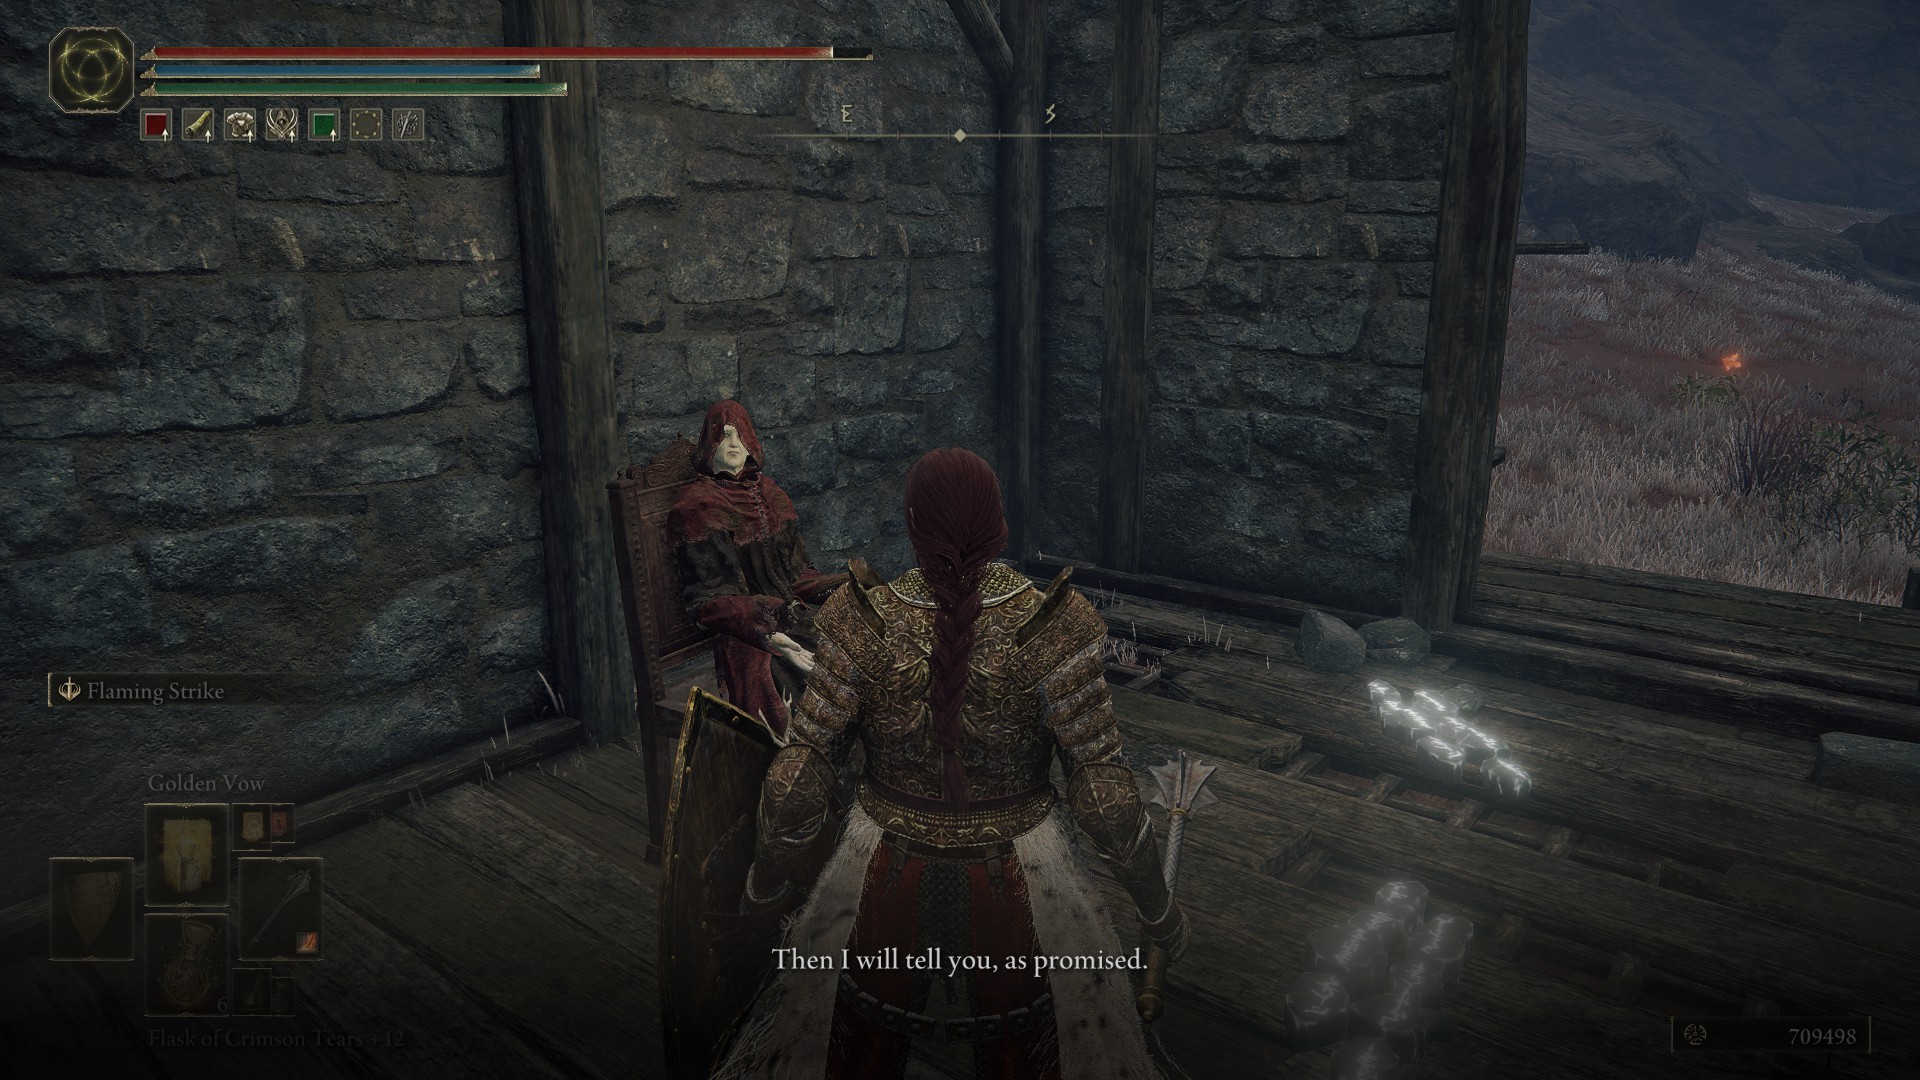 E
S
Flaming Strike
Golden Vow
6
Flask of Crimson Tears +12
Then I will tell you, as promised.
709498